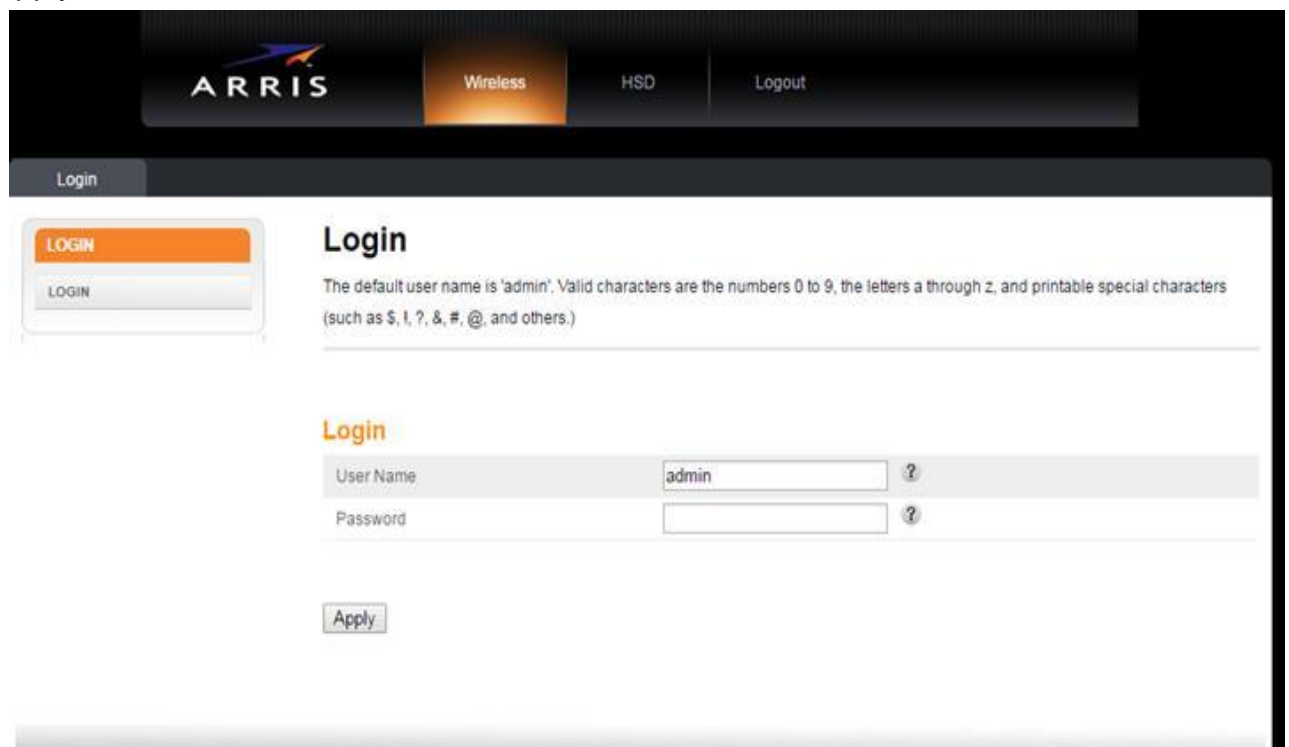 ARRIS
Wireless
HSD
Logout
Login
LOGIN
LOGIN
Login
The default user name is 'admin'. Valid characters are the numbers 0 to 9, the letters a through z, and printable special characters
(such as $, !, ?, &, #, @, and others.)
Login
User Name
admin
?
Password
?
Apply